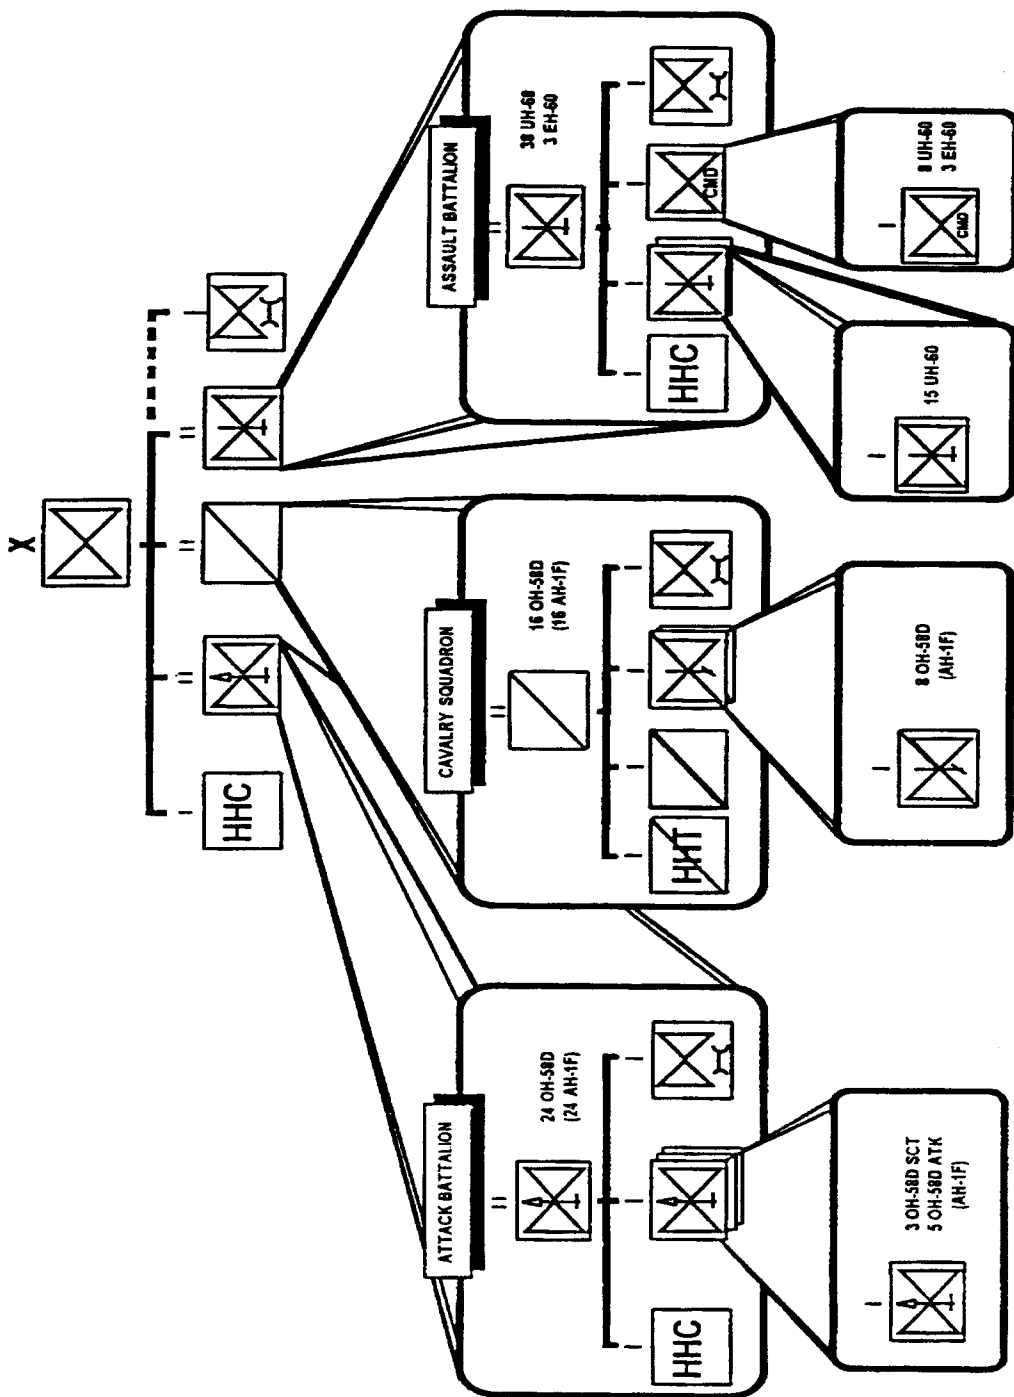 X
HHC
ATTACK BATTALION
24 OH-58D
(24 AH-1F)
HHC
3 OH-58D SCT
5 OH-58D ATK
(AH-1F)
CAVALRY SQUADRON
16 OH-58D
(16 AH-1F)
HHT
8 OH-58D
(AH-1F)
ASSAULT BATTALION
38 UH-60
3 EH-60
HHC
CMD
15 UH-60
8 UH-60
3 EH-60
CMD